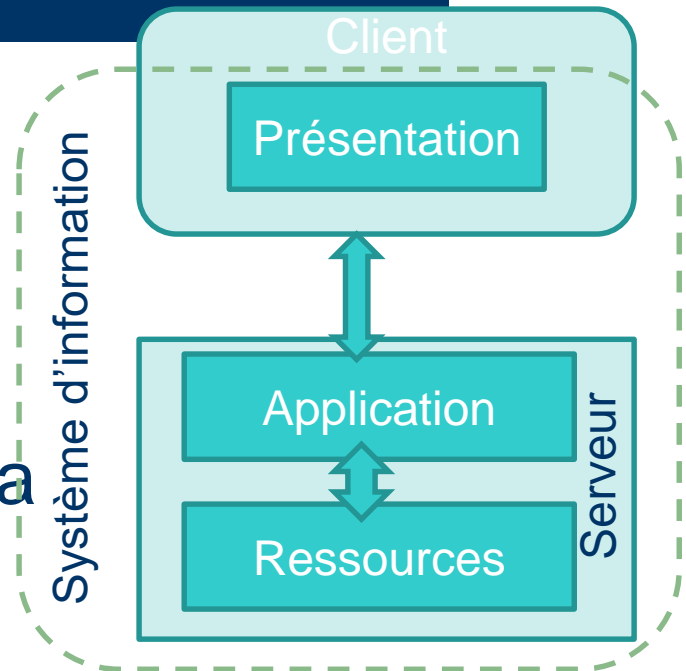 Client
Présentation
Système d'information
Application
Serveur
a
Ressources